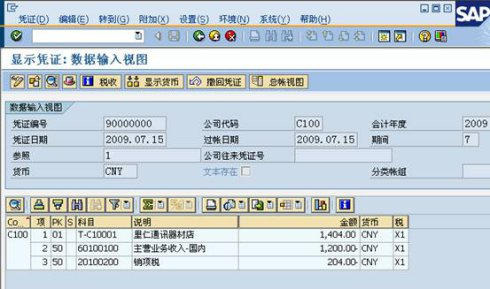 凭证(D) 编辑(E) 转到(G) 附加(X) 设置(S) 环境(N) 系统(Y) 帮助(H)
SAP
显示凭证:数据输入视图
税收 显示货币 撤回凭证 总帐视图
数据输入视图
凭证编号 90000000 公司代码 C100 会计年度 2009
凭证日期 2009.07.15 过帐日期 2009.07.15 期间 7
参照 1 公司往来凭证号
货币 CNY 文本存在 分类帐组
Co... 项 PK S 科目 说明 金额 货币 税
C100 1 01 T-C10001 里仁通讯器材店 1,404.00 CNY X1
2 50 60100100 主营业务收入-国内 1,200.00- CNY X1
3 50 20100200 销项税 204.00- CNY X1